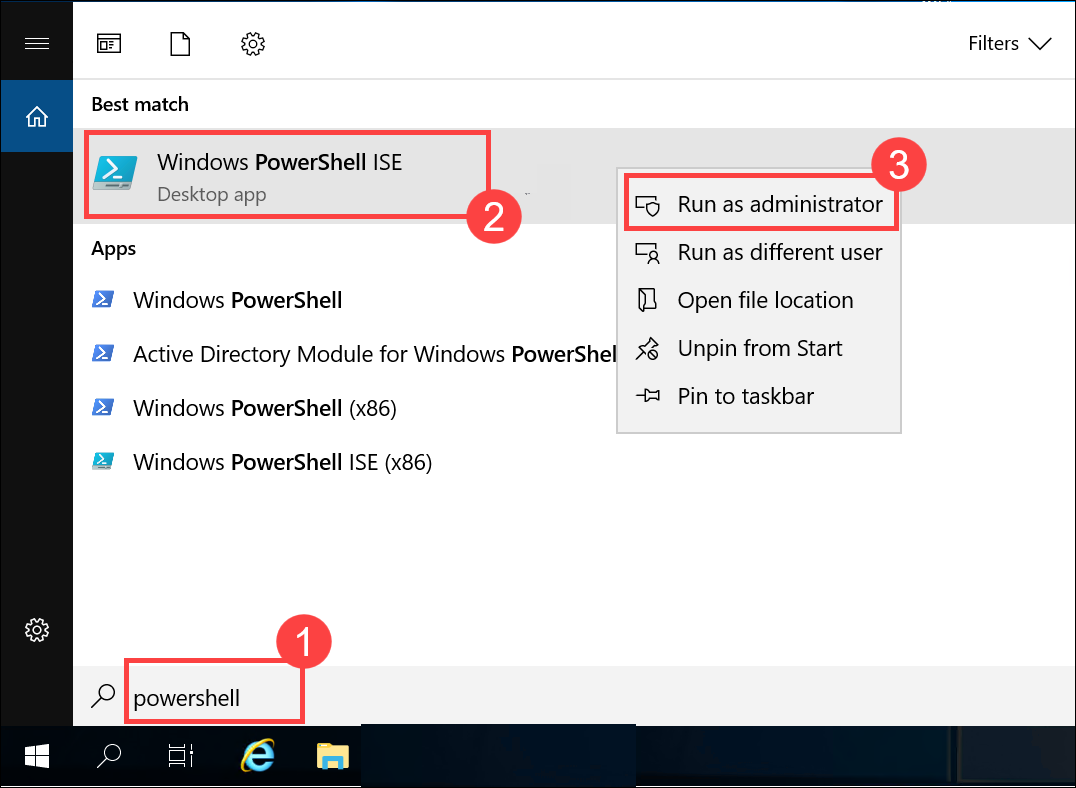 Filters
Best match
Windows PowerShell ISE
Desktop app
2
3
Run as administrator
Run as different user
Open file location
Unpin from Start
Pin to taskbar
Apps
Windows PowerShell
Active Directory Module for Windows PowerShel
Windows PowerShell (x86)
Windows PowerShell ISE (x86)
1
powershell